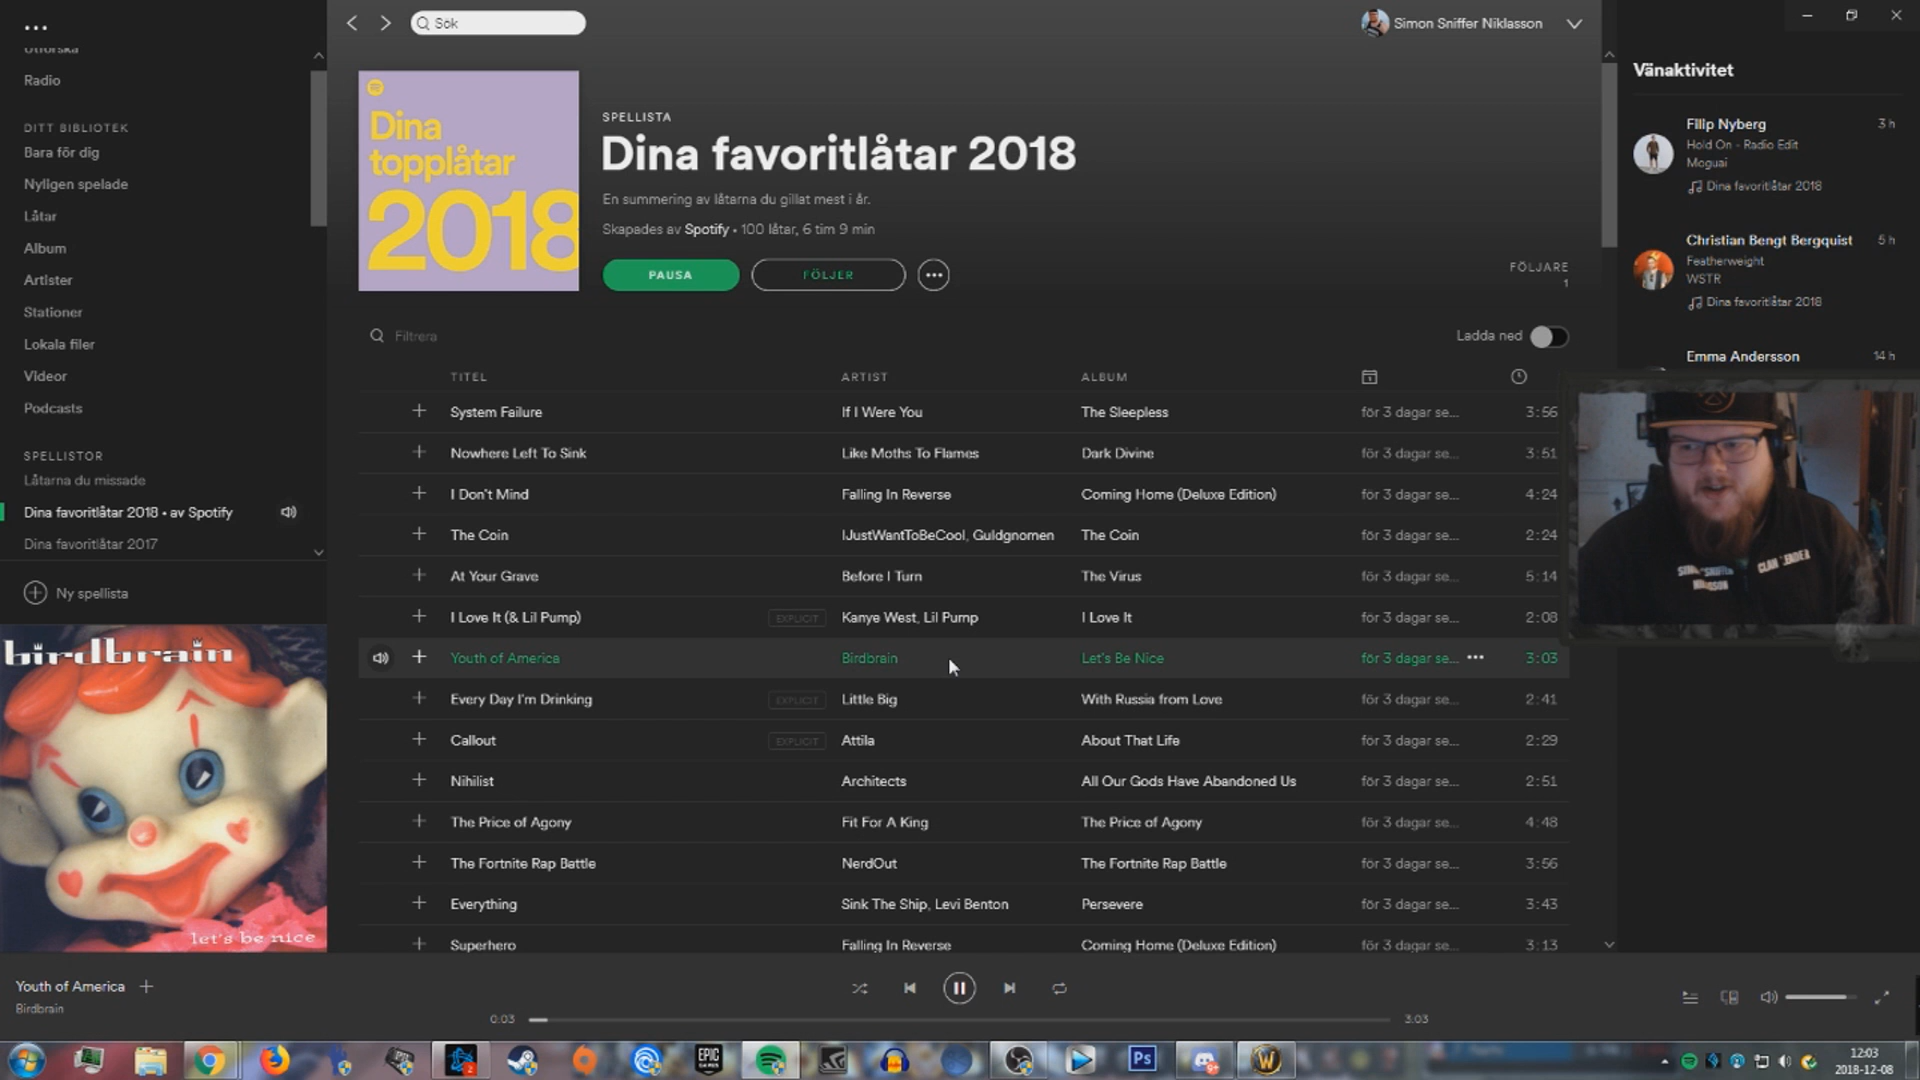 Sök
Simon Sniffer Niklasson
Utforska
Radio
DITT BIBLIOTEK
Bara för dig
Nyligen spelade
Låtar
Album
Artister
Stationer
Lokala filer
Videor
Podcasts
SPELLISTOR
Låtarna du missade
Dina favoritlåtar 2018 • av Spotify
Dina favoritlåtar 2017
Ny spellista
birdbrain
let's be nice
Dina
topplåtar
2018
SPELLISTA
Dina favoritlåtar 2018
En summering av låtarna du gillat mest i år.
Skapades av Spotify • 100 låtar, 6 tim 9 min
PAUSA
FÖLJER
FÖLJARE
1
Filtrera
Ladda ned
TITEL ARTIST ALBUM
System Failure If I Were You The Sleepless för 3 dagar se... 3:56
Nowhere Left To Sink Like Moths To Flames Dark Divine för 3 dagar se... 3:51
I Don't Mind Falling In Reverse Coming Home (Deluxe Edition) för 3 dagar se... 4:24
The Coin IJustWantToBeCool, Guldgnomen The Coin för 3 dagar se... 2:24
At Your Grave Before I Turn The Virus för 3 dagar se... 5:14
I Love It (& Lil Pump) EXPLICIT Kanye West, Lil Pump I Love It för 3 dagar se... 2:08
Youth of America Birdbrain Let's Be Nice för 3 dagar se... 3:03
Every Day I'm Drinking EXPLICIT Little Big With Russia from Love för 3 dagar se... 2:41
Callout EXPLICIT Attila About That Life för 3 dagar se... 2:29
Nihilist Architects All Our Gods Have Abandoned Us för 3 dagar se... 2:51
The Price of Agony Fit For A King The Price of Agony för 3 dagar se... 4:48
The Fortnite Rap Battle NerdOut The Fortnite Rap Battle för 3 dagar se... 3:56
Everything Sink The Ship, Levi Benton Persevere för 3 dagar se... 3:43
Superhero Falling In Reverse Coming Home (Deluxe Edition) för 3 dagar se... 3:13
Vänaktivitet
Filip Nyberg 3 h
Hold On - Radio Edit
Moguai
Dina favoritlåtar 2018
Christian Bengt Bergquist 5 h
Featherweight
WSTR
Dina favoritlåtar 2018
Emma Andersson 14 h
Youth of America
Birdbrain
0:03
3:03
EPIC
GAMES
Ps
12:03
2018-12-08